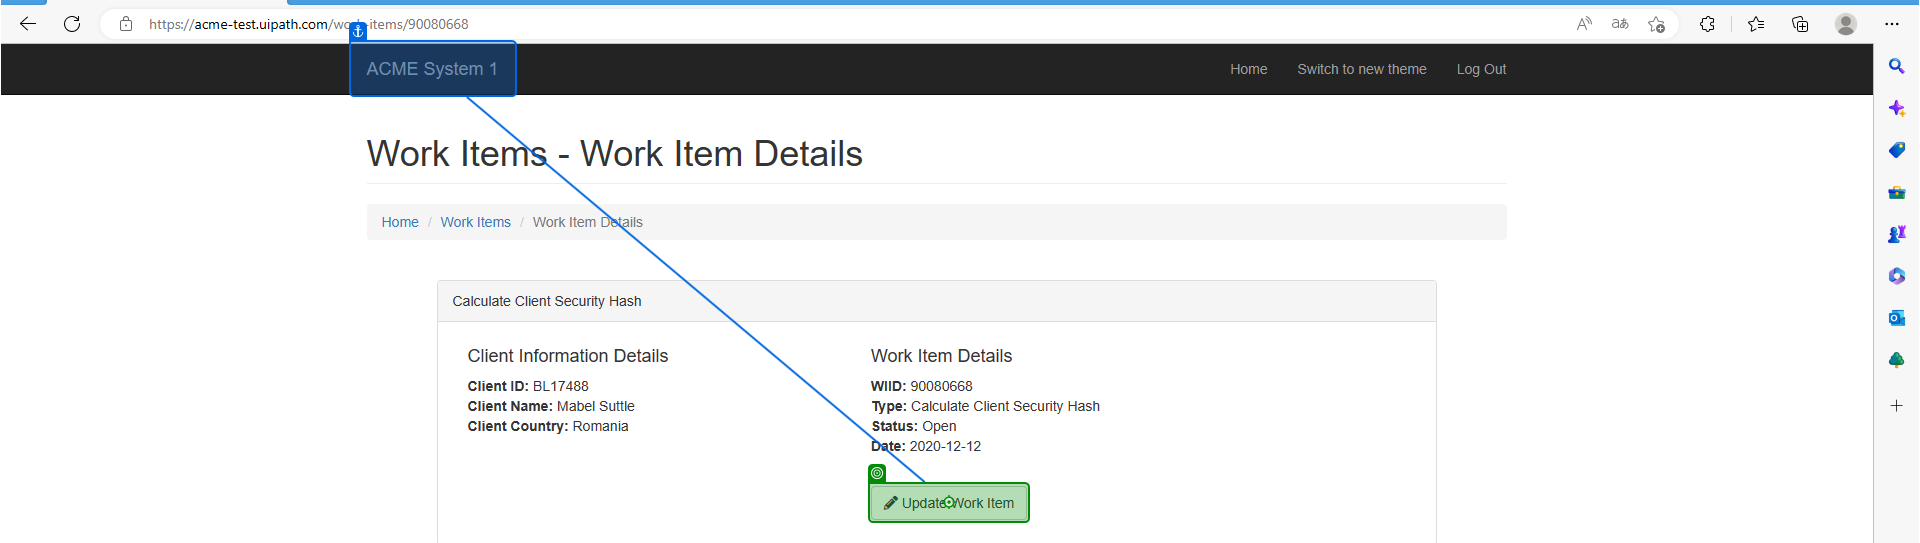 https://acme-test.uipath.com/work-items/90080668
ACME System 1
Home Switch to new theme Log Out
Work Items - Work Item Details
Home / Work Items / Work Item Details
Calculate Client Security Hash
Client Information Details
Client ID: BL17488
Client Name: Mabel Suttle
Client Country: Romania
Work Item Details
WIID: 90080668
Type: Calculate Client Security Hash
Status: Open
Date: 2020-12-12
Update Work Item